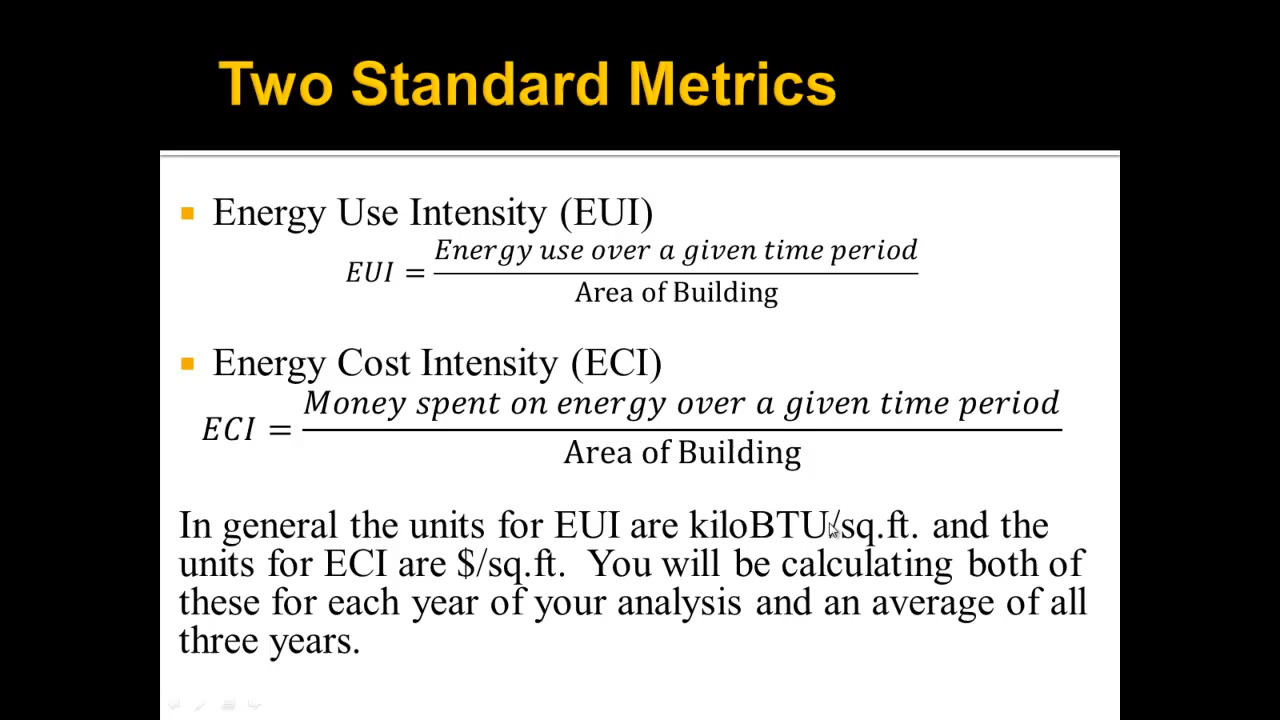 Two Standard Metrics
Energy Use Intensity (EUI)
EUI = Energy use over a given time period / Area of Building
Energy Cost Intensity (ECI)
ECI = Money spent on energy over a given time period / Area of Building
In general the units for EUI are kiloBTU/sq.ft. and the
units for ECI are $/sq.ft. You will be calculating both of
these for each year of your analysis and an average of all
three years.